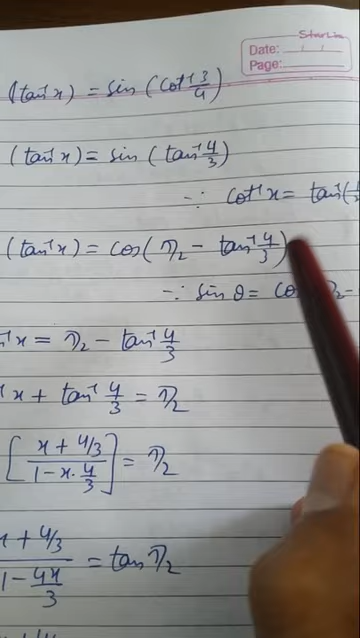 StarLin
Date:
Page:
(tan⁻¹x) = sin (cot⁻¹ 3/4)
(tan⁻¹x) = sin (tan⁻¹ 4/3)
∵ cot⁻¹x = tan⁻¹(1/
(tan⁻¹x) = cos(π/2 - tan⁻¹ 4/3)
∵ sin θ = co
x = π/2 - tan⁻¹ 4/3
x + tan⁻¹ 4/3 = π/2
[x + 4/3 / 1 - x·4/3] = π/2
x + 4/3 / 1 - 4x/3 = tan π/2